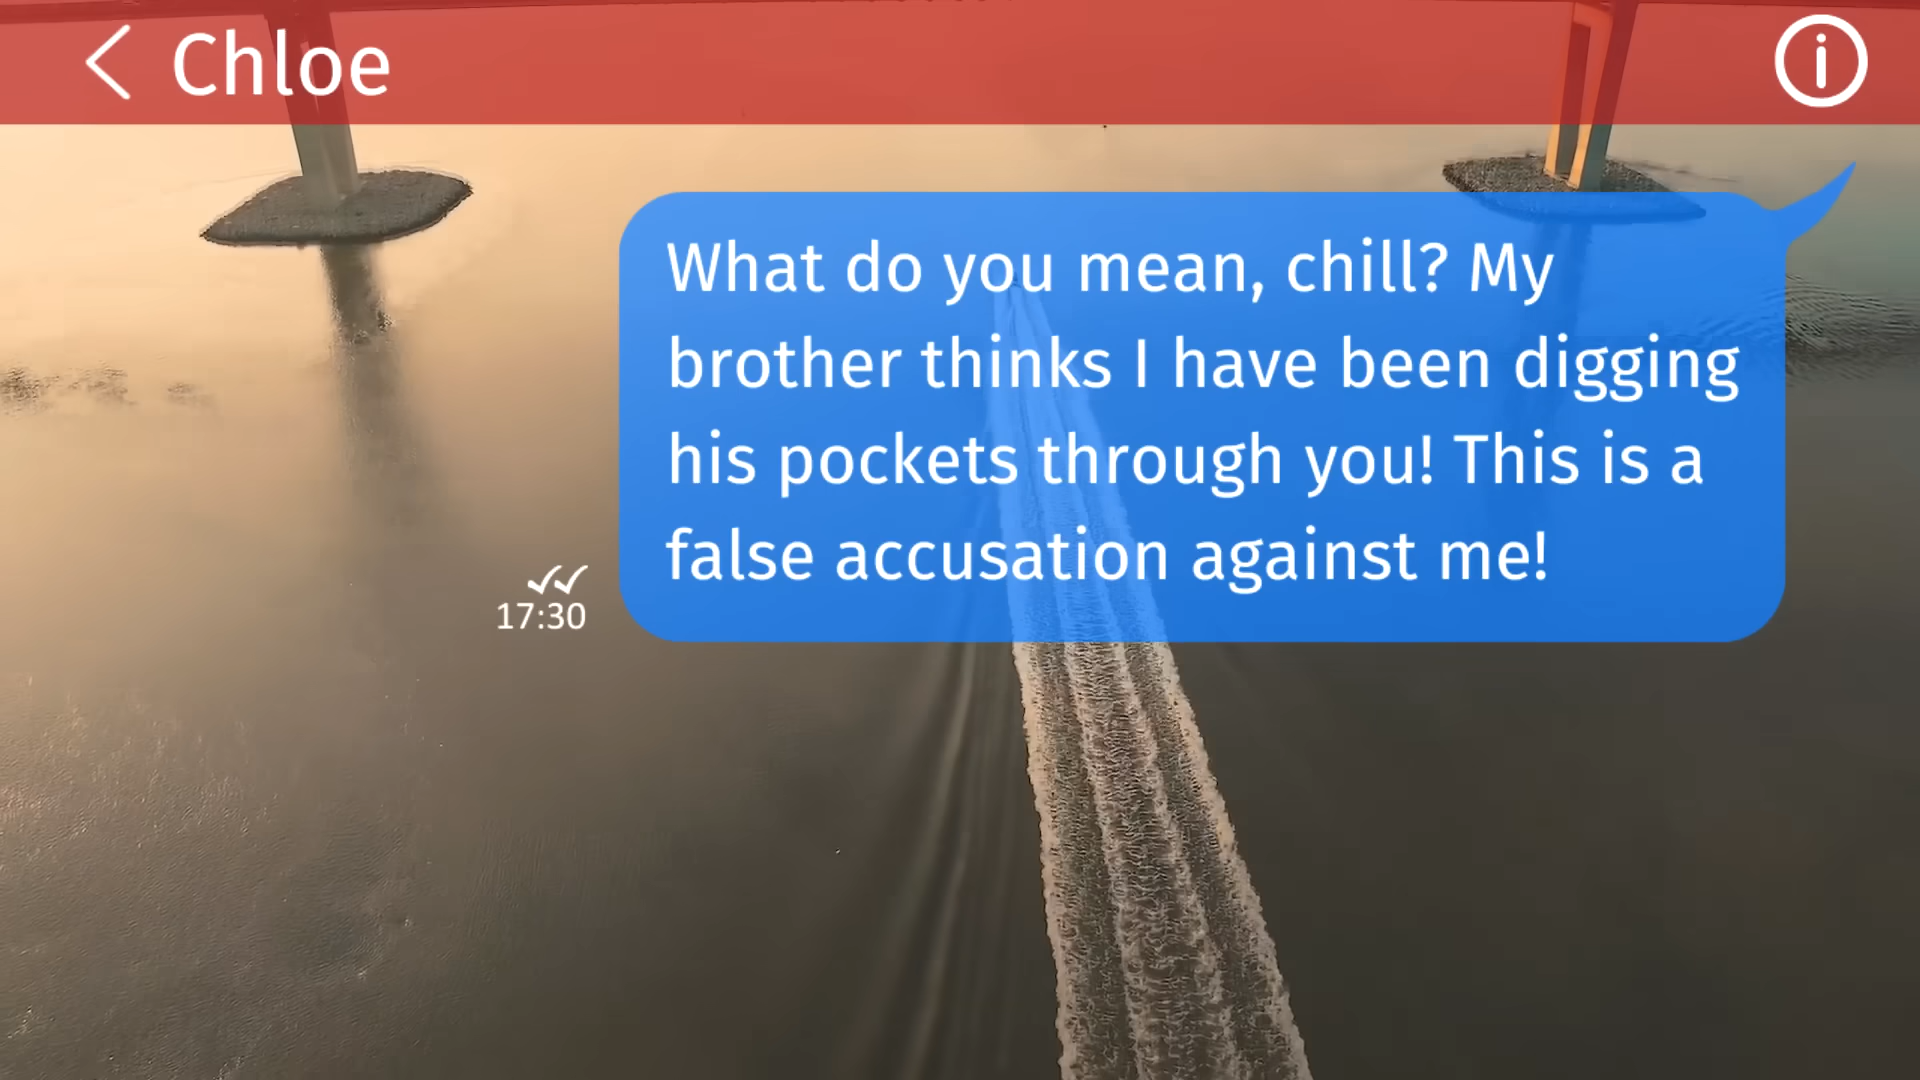 Chloe
What do you mean, chill? My
brother thinks I have been digging
his pockets through you! This is a
false accusation against me!
17:30